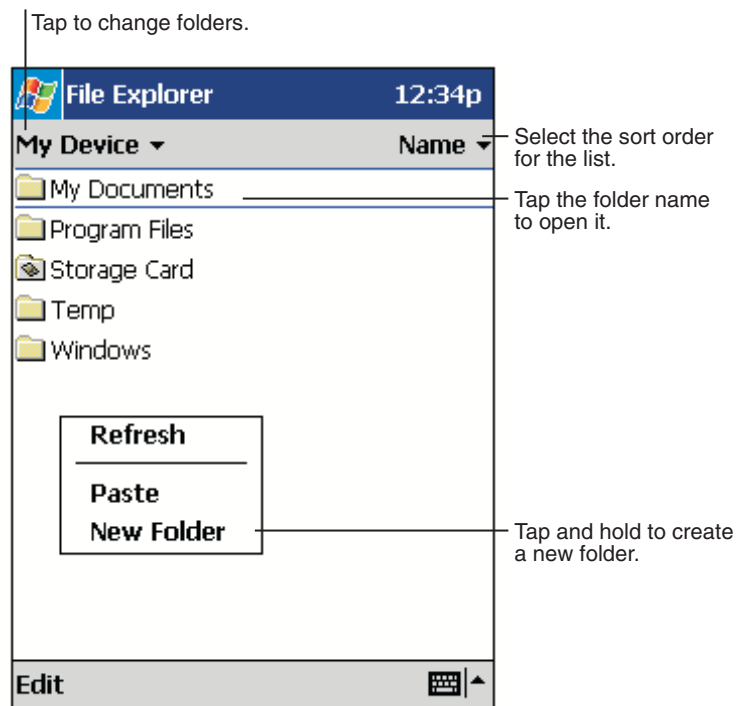 Tap to change folders.
File Explorer 12:34p
My Device Name
Select the sort order
for the list.
My Documents
Tap the folder name
to open it.
Program Files
Storage Card
Temp
Windows
Refresh
Paste
New Folder
Tap and hold to create
a new folder.
Edit